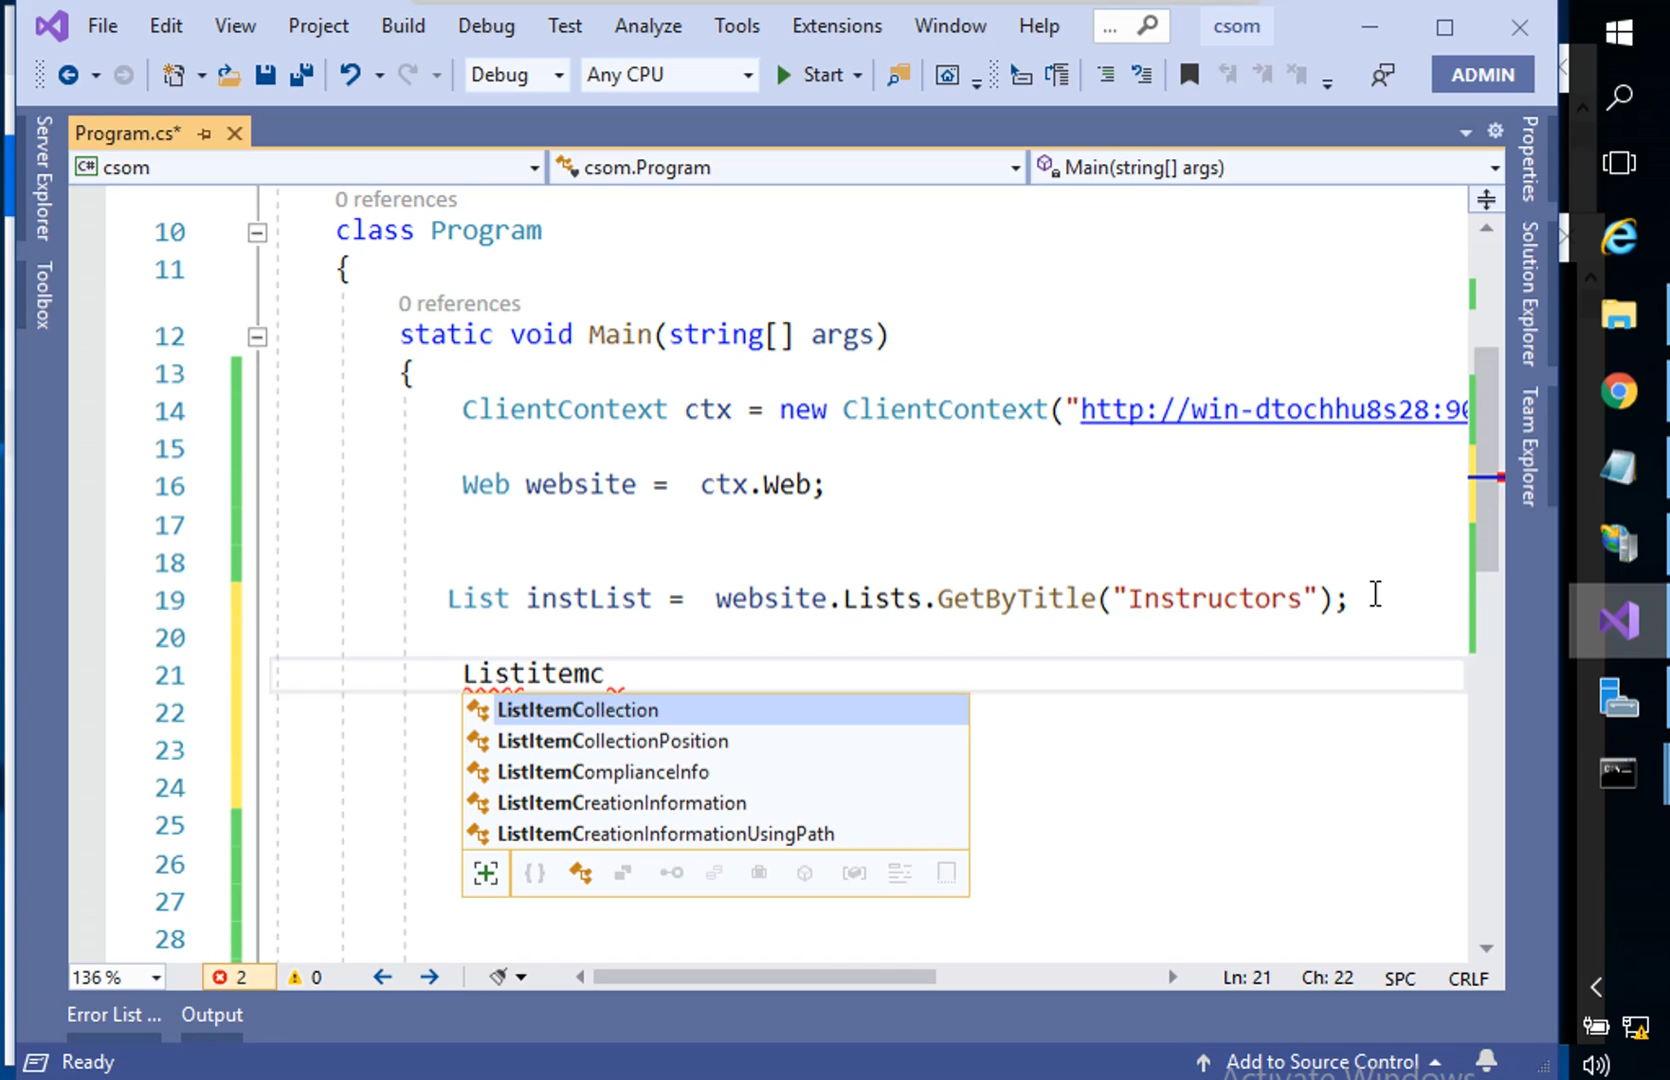 File Edit View Project Build Debug Test Analyze Tools Extensions Window Help ... csom
Debug Any CPU Start ADMIN
Program.cs*
C# csom csom.Program Main(string[] args)
Server Explorer
Toolbox
Properties
Solution Explorer
Team Explorer
0 references
10 class Program
11 {
0 references
12 static void Main(string[] args)
13 {
14 ClientContext ctx = new ClientContext("http://win-dtochhu8s28:90
15
16 Web website = ctx.Web;
17
18
19 List instList = website.Lists.GetByTitle("Instructors");
20
21 Listitemc
22 ListItemCollection
23 ListItemCollectionPosition
ListItemComplianceInfo
24 ListItemCreationInformation
25 ListItemCreationInformationUsingPath
26
27
28
136 % 2 0 Ln: 21 Ch: 22 SPC CRLF
Error List ... Output
Ready Add to Source Control
Activate Windows